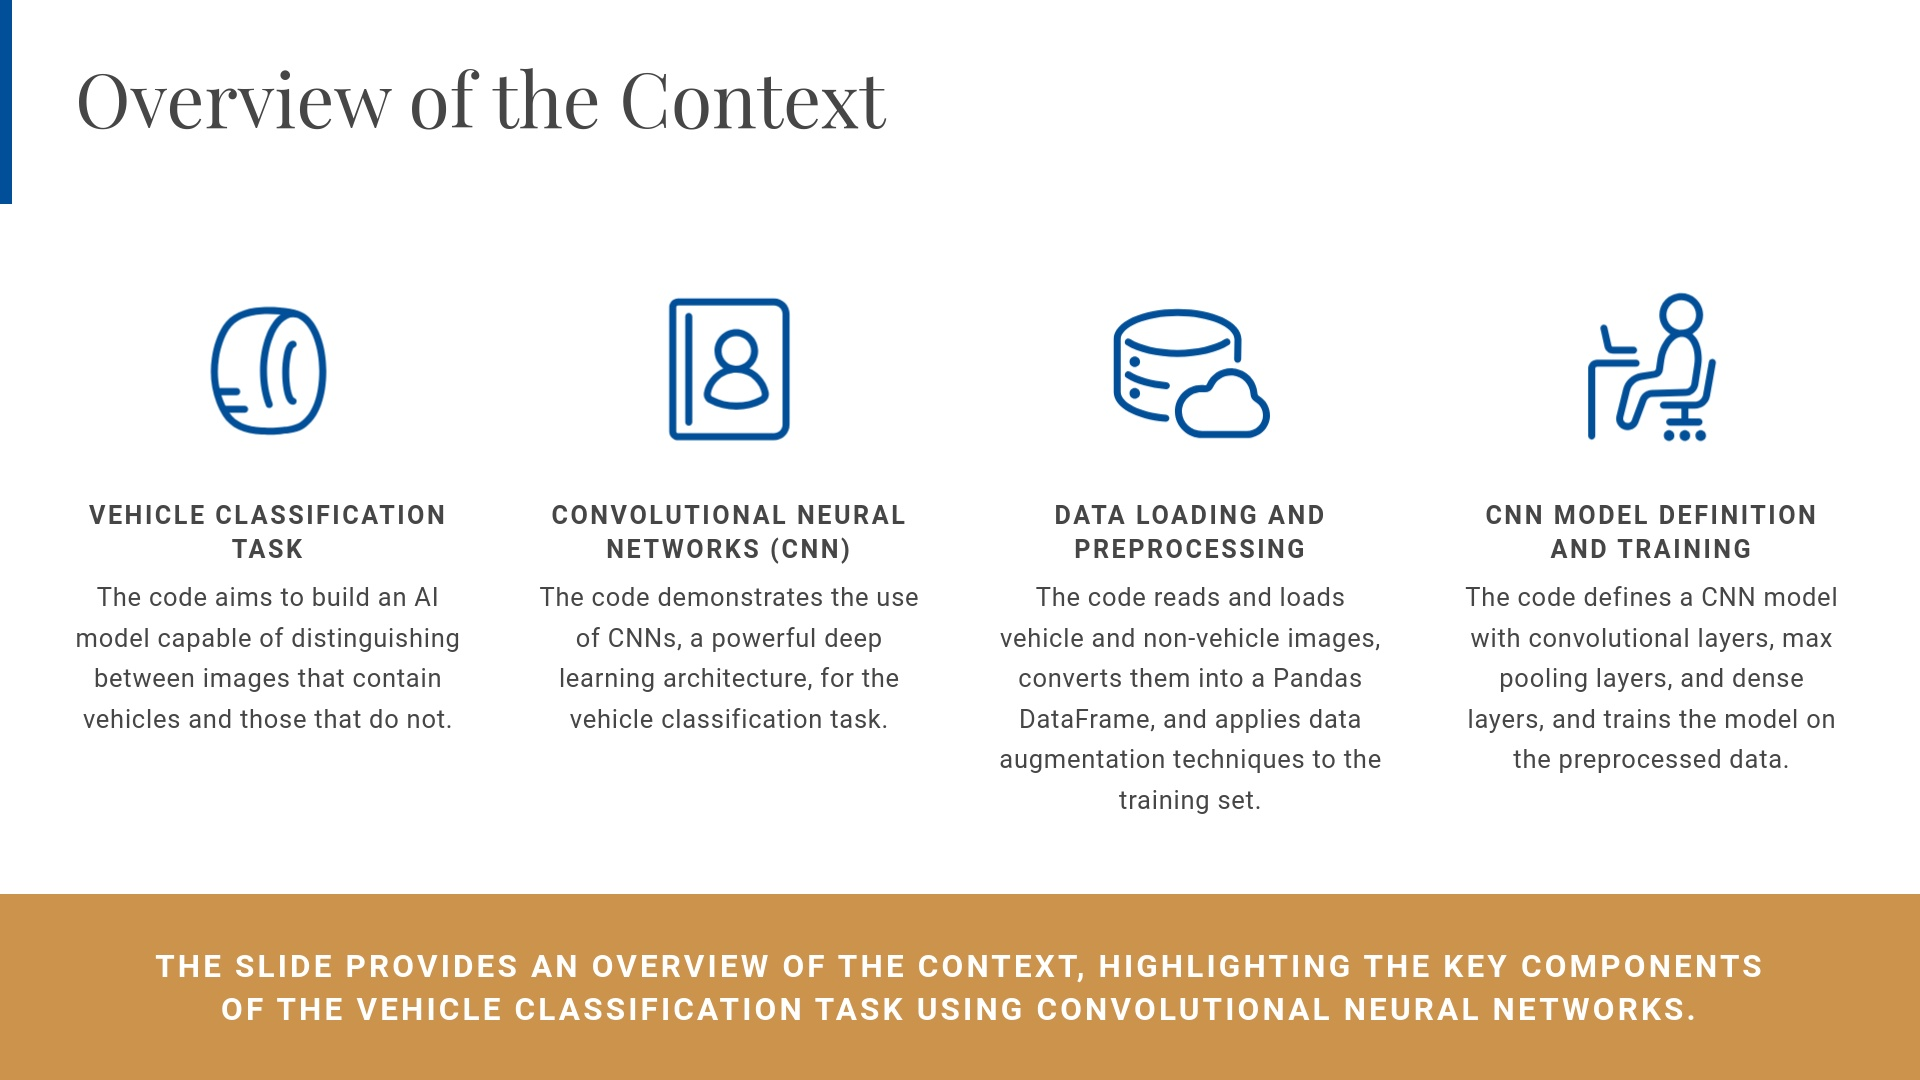 Overview of the Context
VEHICLE CLASSIFICATION
TASK
The code aims to build an AI
model capable of distinguishing
between images that contain
vehicles and those that do not.
CONVOLUTIONAL NEURAL
NETWORKS (CNN)
The code demonstrates the use
of CNNs, a powerful deep
learning architecture, for the
vehicle classification task.
DATA LOADING AND
PREPROCESSING
The code reads and loads
vehicle and non-vehicle images,
converts them into a Pandas
DataFrame, and applies data
augmentation techniques to the
training set.
CNN MODEL DEFINITION
AND TRAINING
The code defines a CNN model
with convolutional layers, max
pooling layers, and dense
layers, and trains the model on
the preprocessed data.
THE SLIDE PROVIDES AN OVERVIEW OF THE CONTEXT, HIGHLIGHTING THE KEY COMPONENTS
OF THE VEHICLE CLASSIFICATION TASK USING CONVOLUTIONAL NEURAL NETWORKS.